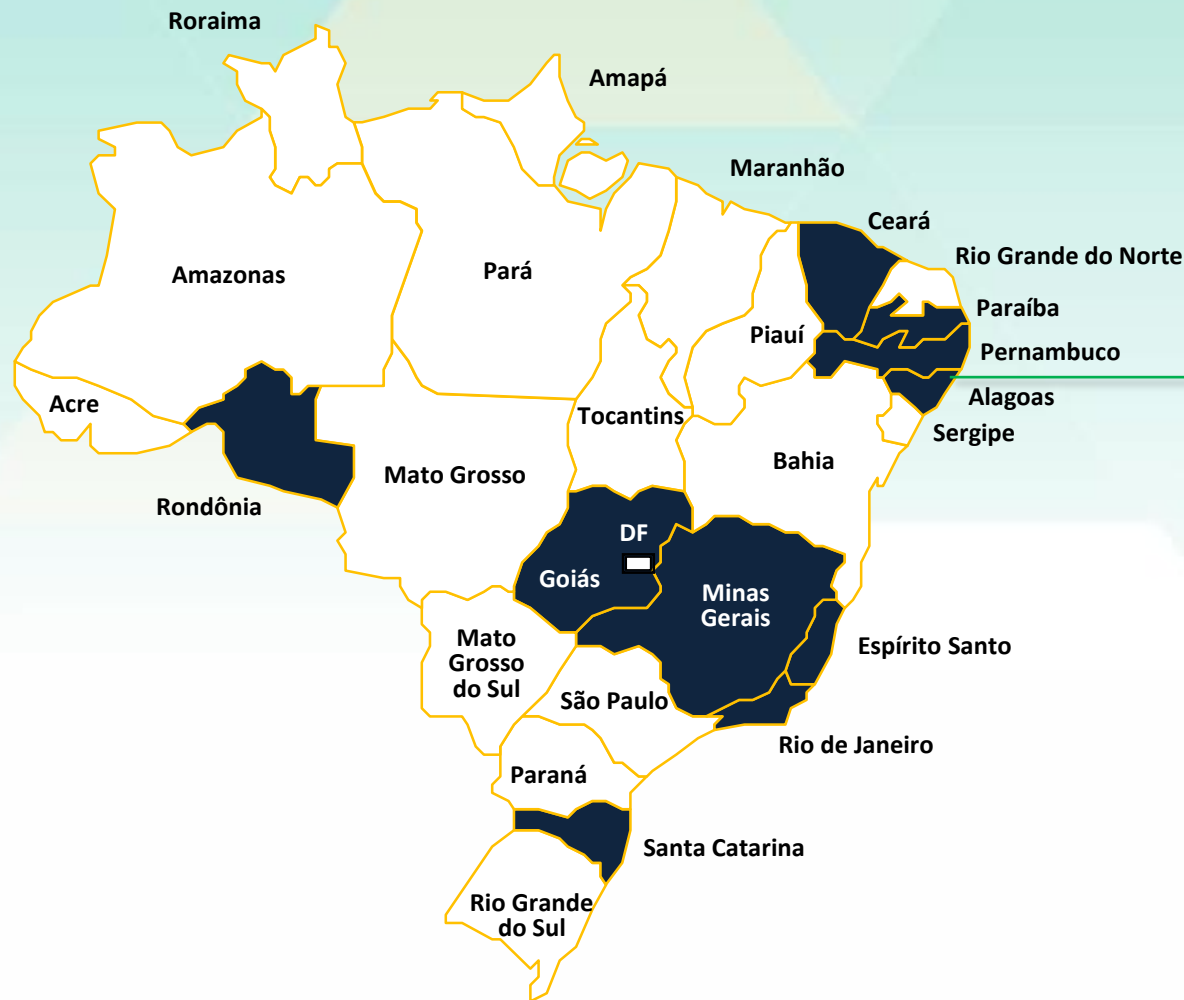 Roraima
Amapá
Maranhão
Ceará
Rio Grande do Norte
Amazonas
Pará
Paraíba
Piauí
Pernambuco
Acre
Tocantins
Alagoas
Sergipe
Bahia
Mato Grosso
Rondônia
DF
Goiás
Minas
Gerais
Mato
Grosso
do Sul
Espírito Santo
São Paulo
Rio de Janeiro
Paraná
Santa Catarina
Rio Grande
do Sul